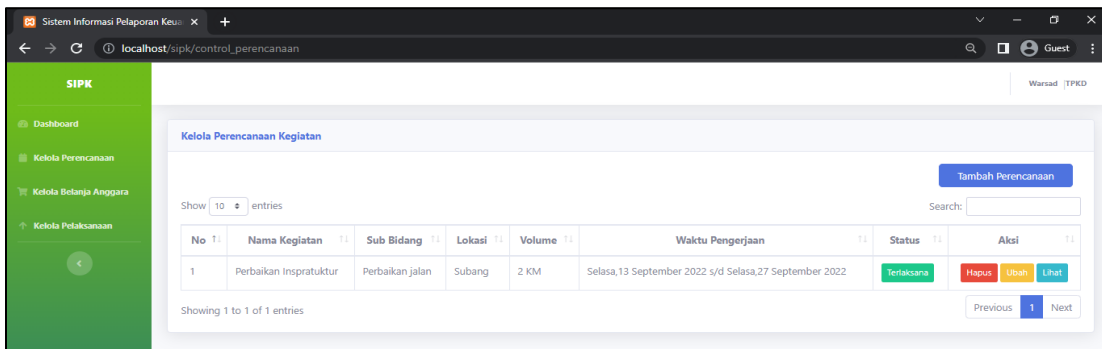 Sistem Informasi Pelaporan Keua
localhost/sipk/control_perencanaan
Guest
SIPK
Warsad |TPKD
Dashboard
Kelola Perencanaan
Kelola Belanja Anggara
Kelola Pelaksanaan
Kelola Perencanaan Kegiatan
Tambah Perencanaan
Show 10 entries
Search:
No Nama Kegiatan Sub Bidang Lokasi Volume Waktu Pengerjaan Status Aksi
1 Perbaikan Inspratuktur Perbaikan jalan Subang 2 KM Selasa,13 September 2022 s/d Selasa,27 September 2022 Terlaksana Hapus Ubah Lihat
Showing 1 to 1 of 1 entries
Previous 1 Next